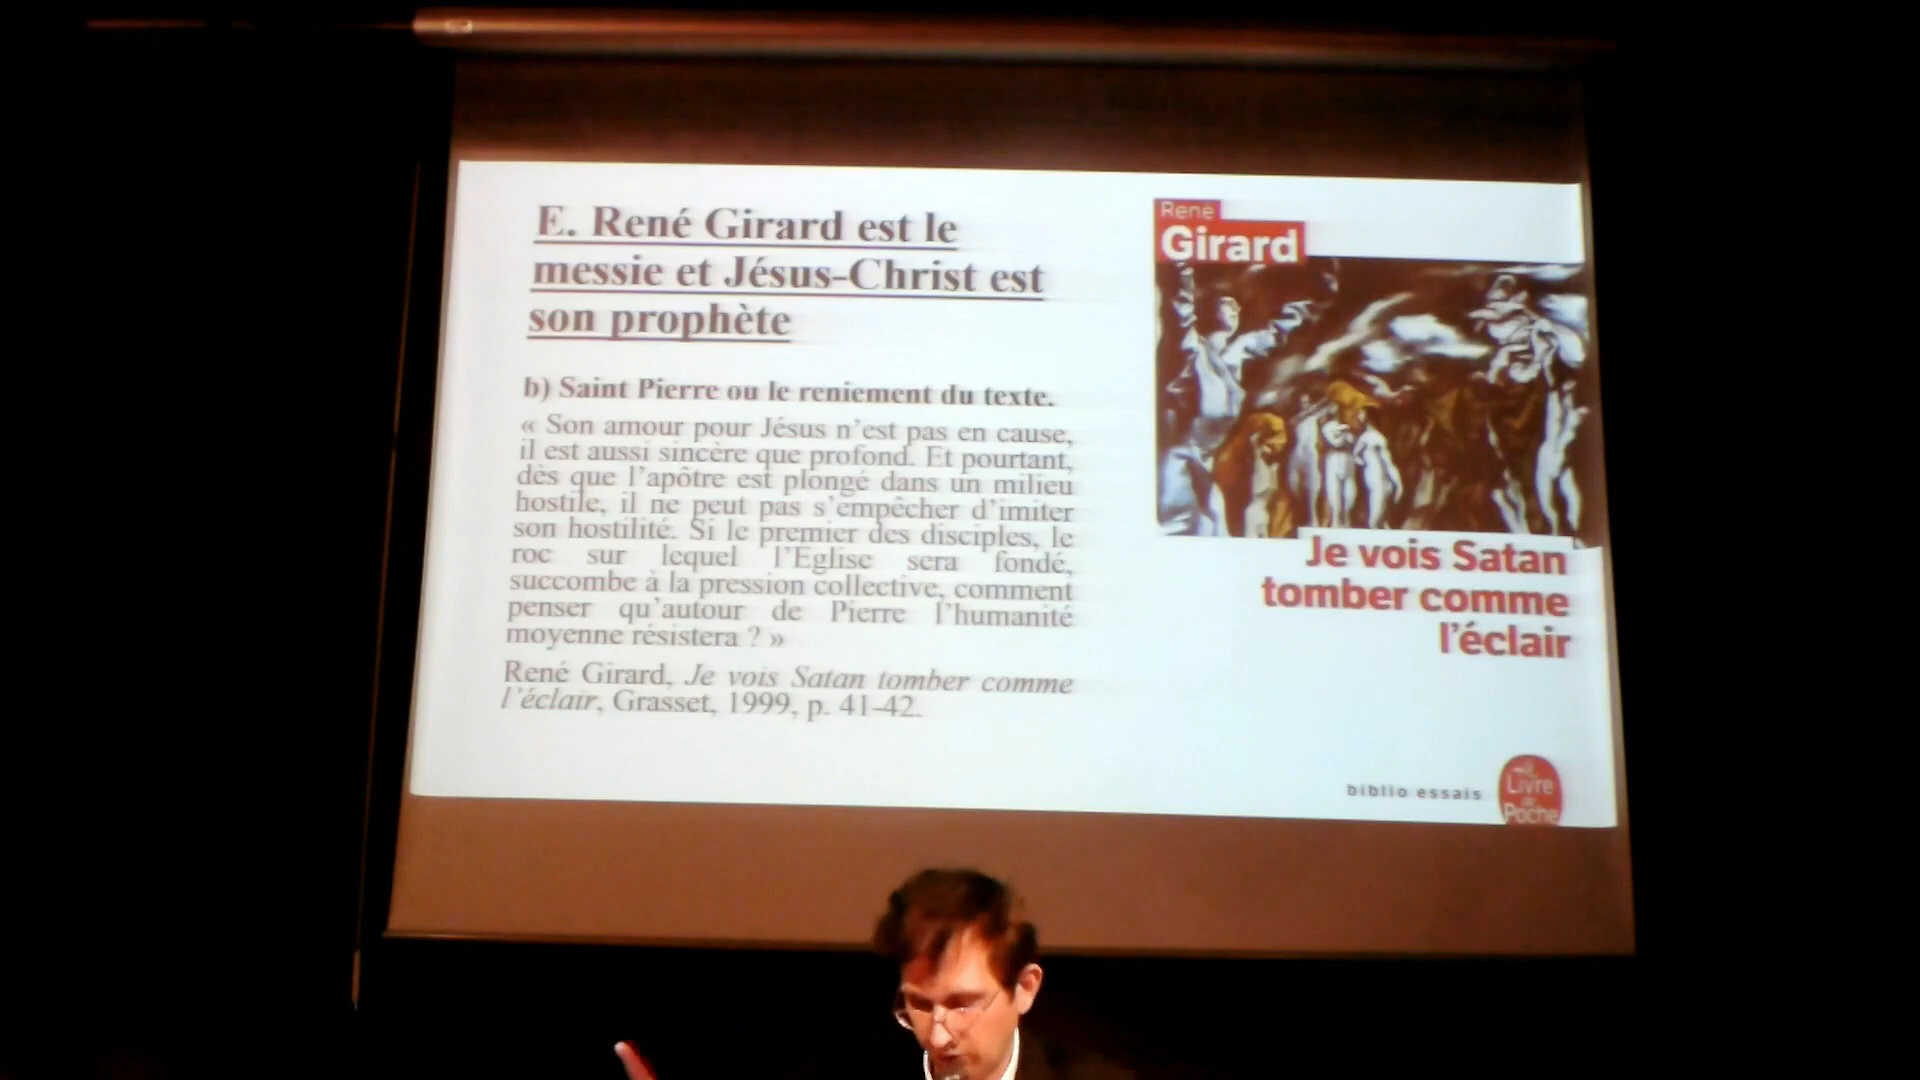 E. René Girard est le
messie et Jésus-Christ est
son prophète
b) Saint Pierre ou le reniement du texte.
« Son amour pour Jésus n'est pas en cause,
il est aussi sincère que profond. Et pourtant,
dès que l'apôtre est plongé dans un milieu
hostile, il ne peut pas s'empêcher d'imiter
son hostilité. Si le premier des disciples, le
roc sur lequel l'Eglise sera fondé,
succombe à la pression collective, comment
penser qu'autour de Pierre l'humanité
moyenne résistera ? »
René Girard, Je vois Satan tomber comme
l'éclair, Grasset, 1999, p. 41-42.
René
Girard
Je vois Satan
tomber comme
l'éclair
biblio essais
Le
Livre
de
Poche